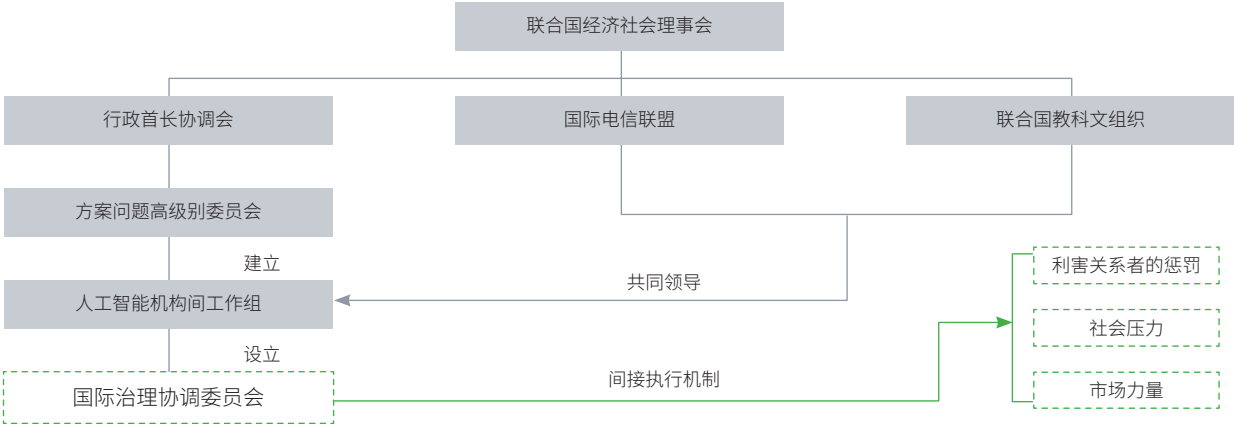 联合国经济社会理事会
行政首长协调会
国际电信联盟
联合国教科文组织
方案问题高级别委员会
建立
利害关系者的惩罚
共同领导
人工智能机构间工作组
社会压力
设立
间接执行机制
市场力量
国际治理协调委员会